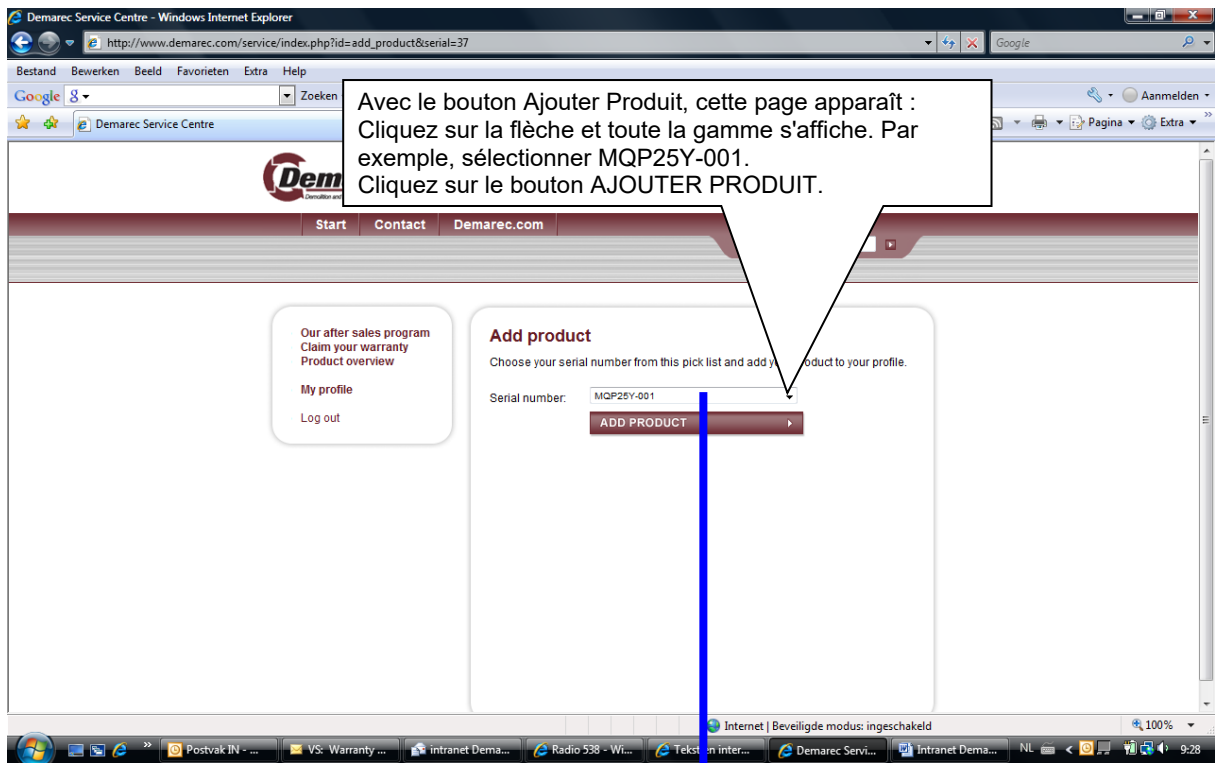 Demarec Service Centre - Windows Internet Explorer
http://www.demarec.com/service/index.php?id=add_product&serial=37
Google
Bestand Bewerken Beeld Favorieten Extra Help
Google
Zoeken
Aanmelden
Demarec Service Centre
Pagina
Extra
Avec le bouton Ajouter Produit, cette page apparaît :
Cliquez sur la flèche et toute la gamme s'affiche. Par
exemple, sélectionner MQP25Y-001.
Cliquez sur le bouton AJOUTER PRODUIT.
Dem
Demolition and
Start Contact Demarec.com
Our after sales program
Claim your warranty
Product overview
My profile
Log out
Add product
Choose your serial number from this pick list and add y oduct to your profile.
Serial number: MQP25Y-001
ADD PRODUCT
Internet | Beveiligde modus: ingeschakeld
100%
Postvak IN - ...
VS: Warranty ...
intranet Dema...
Radio 538 - Wi...
Tekst n inter...
Demarec Servi...
Intranet Dema...
NL
9:28